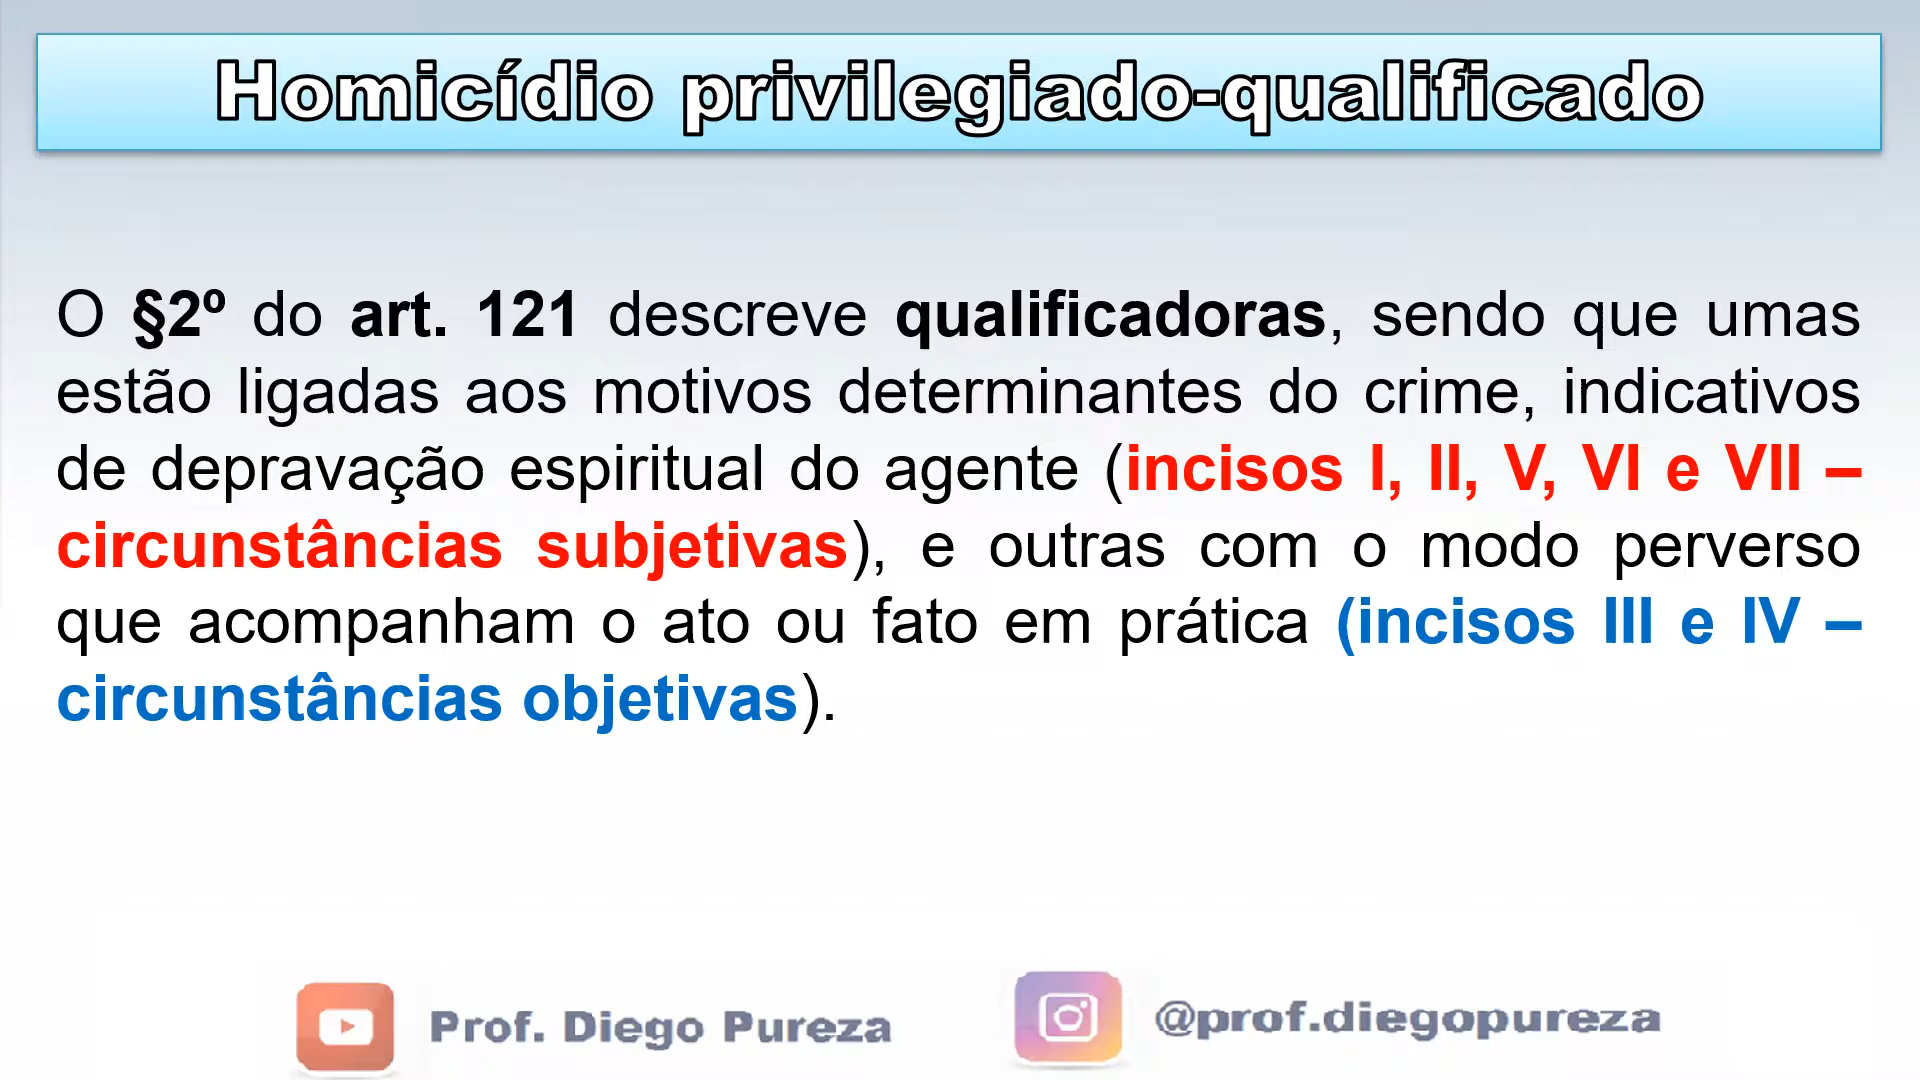 Homicídio privilegiado-qualificado
O §2º do art. 121 descreve qualificadoras, sendo que umas
estão ligadas aos motivos determinantes do crime, indicativos
de depravação espiritual do agente (incisos I, II, V, VI e VII –
circunstâncias subjetivas), e outras com o modo perverso
que acompanham o ato ou fato em prática (incisos III e IV –
circunstâncias objetivas).
Prof. Diego Pureza
@prof.diegopureza